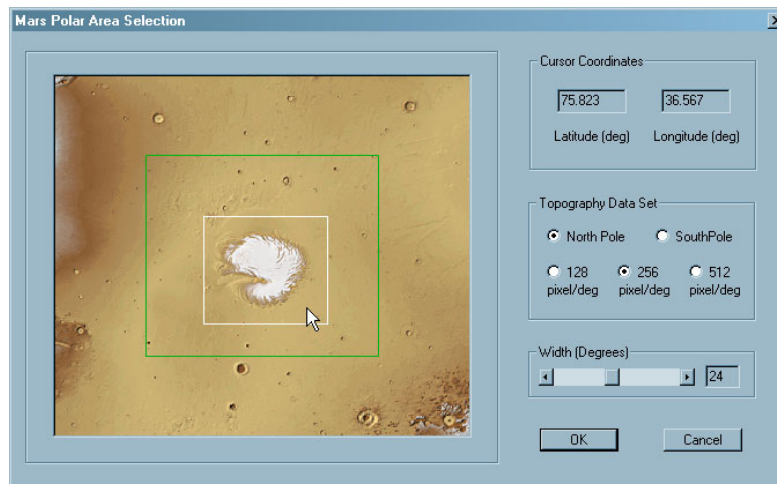 Mars Polar Area Selection
Cursor Coordinates
75.823 36.567
Latitude (deg) Longitude (deg)
Topography Data Set
North Pole SouthPole
128 256 512
pixel/deg pixel/deg pixel/deg
Width (Degrees)
24
OK Cancel